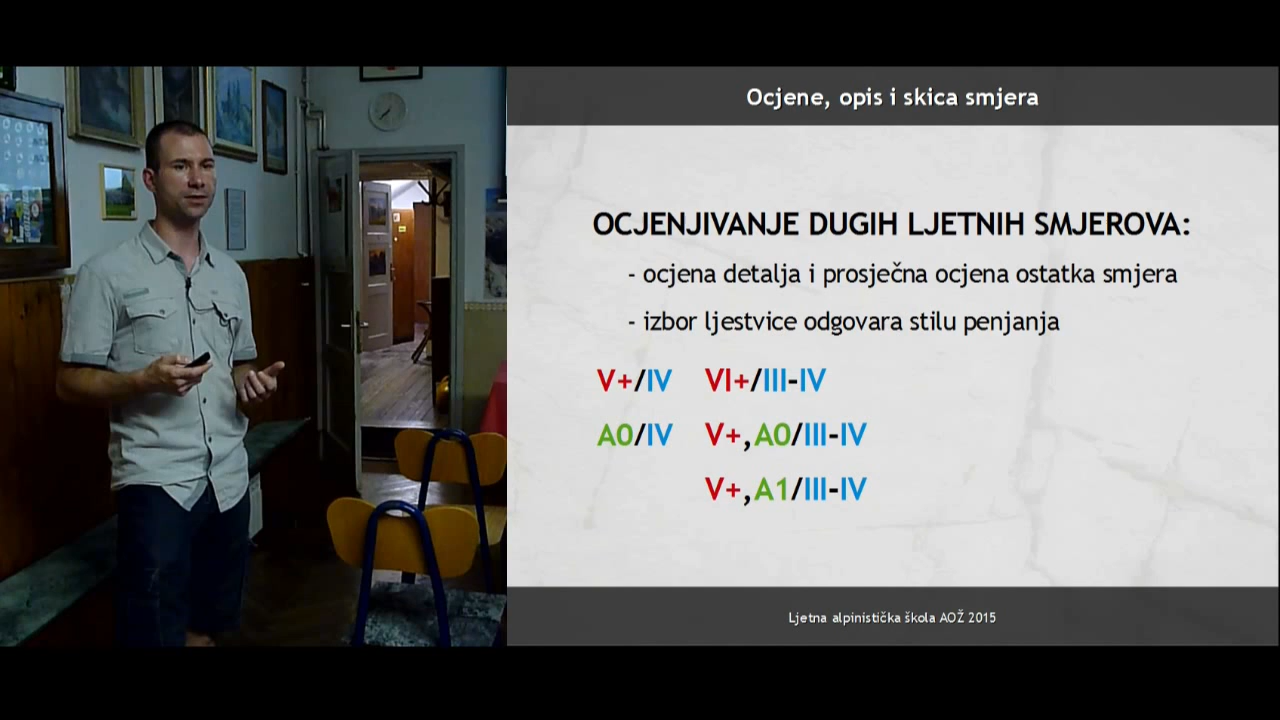 Ocjene, opis i skica smjera
OCJENJIVANJE DUGIH LJETNIH SMJEROVA:
- ocjena detalja i prosječna ocjena ostatka smjera
- izbor ljestvice odgovara stilu penjanja
V+/IV VI+/III-IV
A0/IV V+,A0/III-IV
V+,A1/III-IV
Ljetna alpinistička škola AOŽ 2015